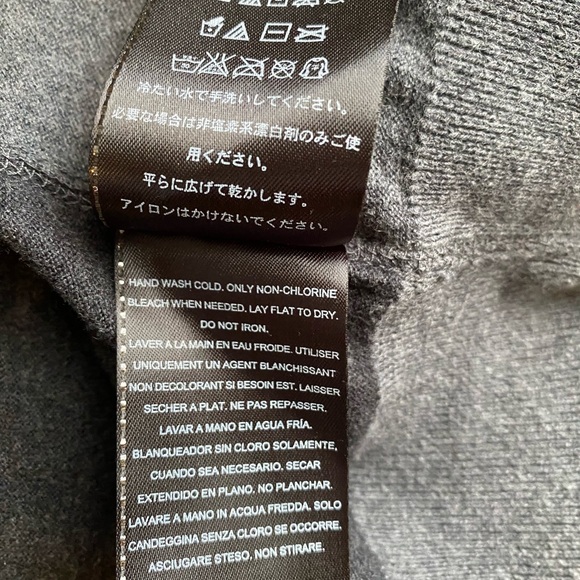 冷たい水で手洗いしてください。
必要な場合は非塩素系漂白剤のみご使
用ください。
平らに広げて乾かします。
アイロンはかけないでください。
HAND WASH COLD. ONLY NON-CHLORINE
BLEACH WHEN NEEDED. LAY FLAT TO DRY.
DO NOT IRON.
LAVER A LA MAIN EN EAU FROIDE. UTILISER
UNIQUEMENT UN AGENT BLANCHISSANT
NON DECOLORANT SI BESOIN EST. LAISSER
SECHER A PLAT. NE PAS REPASSER.
LAVAR A MANO EN AGUA FRÍA.
BLANQUEADOR SIN CLORO SOLAMENTE,
CUANDO SEA NECESARIO. SECAR
EXTENDIDO EN PLANO. NO PLANCHAR.
LAVARE A MANO IN ACQUA FREDDA. SOLO
CANDEGGINA SENZA CLORO SE OCCORRE.
ASCIUGARE STESO. NON STIRARE.